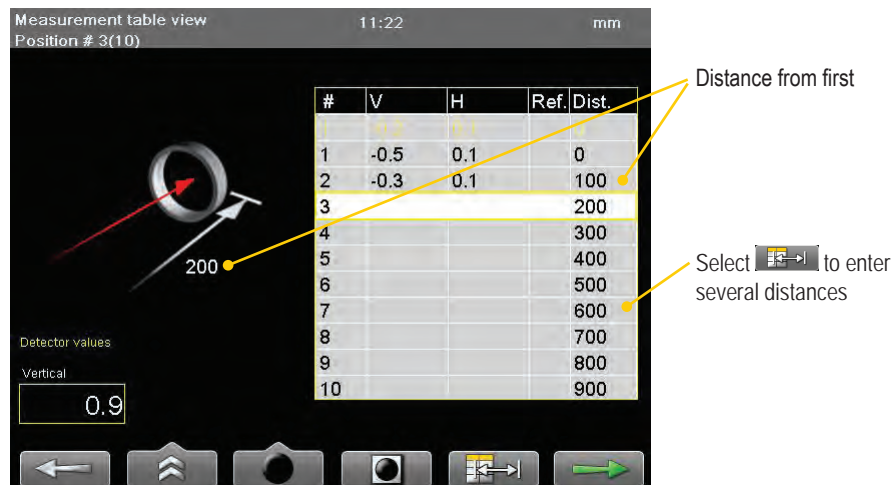 Measurement table view 11:22 mm
Position # 3(10)
Distance from first
# V H Ref. Dist.
1 -0.5 0.1 0
2 -0.3 0.1 100
3 200
4 300
200
5 400
Select to enter
several distances
6 500
7 600
Detector values
8 700
9 800
Vertical
10 900
0.9